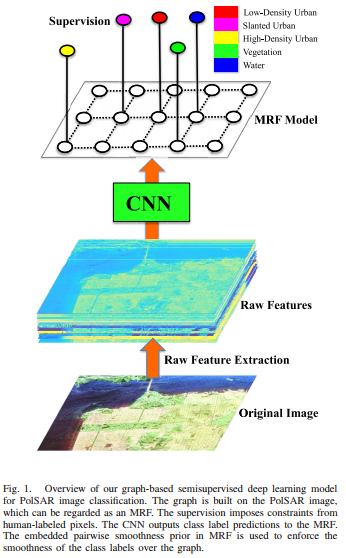 Supervision
Low-Density Urban
Slanted Urban
High-Density Urban
Vegetation
Water
MRF Model
CNN
Raw Features
Raw Feature Extraction
Original Image
Fig. 1. Overview of our graph-based semisupervised deep learning model
for PolSAR image classification. The graph is built on the PolSAR image,
which can be regarded as an MRF. The supervision imposes constraints from
human-labeled pixels. The CNN outputs class label predictions to the MRF.
The embedded pairwise smoothness prior in MRF is used to enforce the
smoothness of the class labels over the graph.